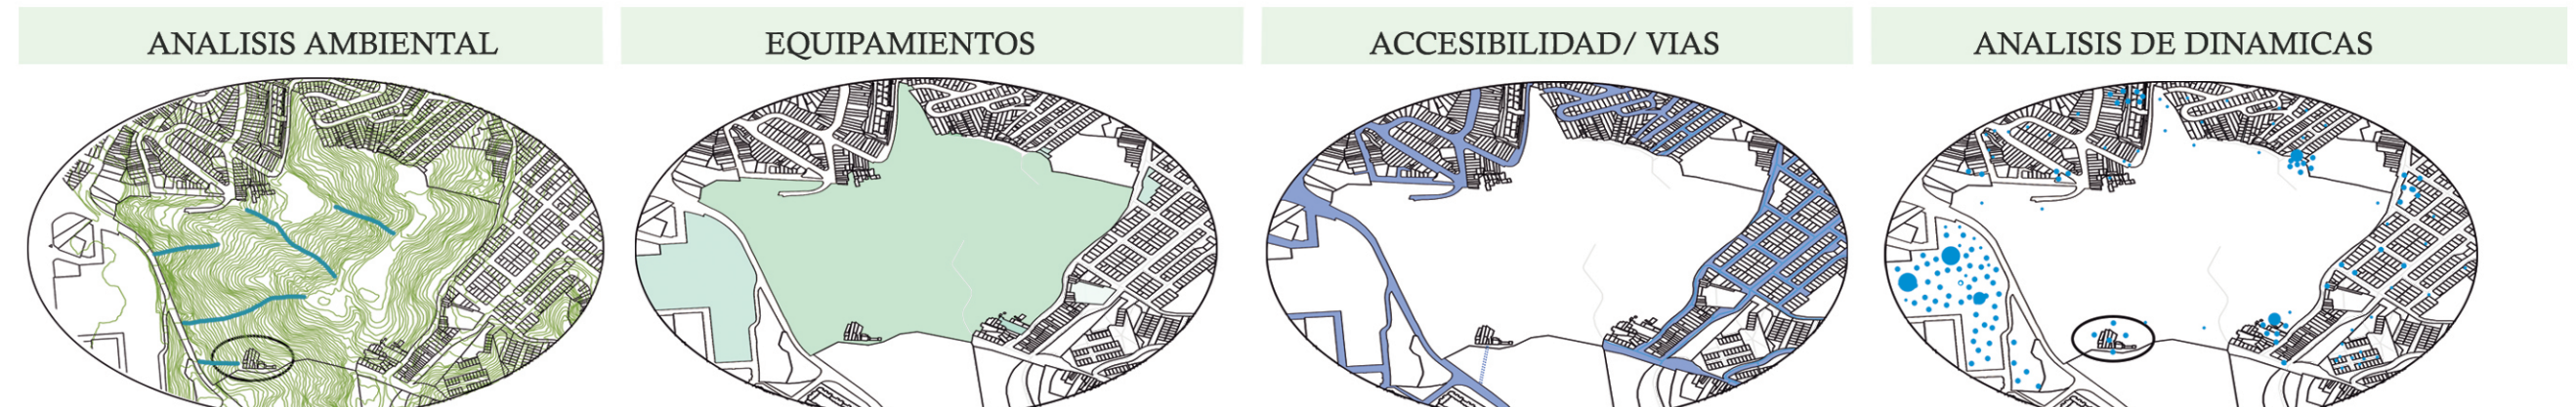 ANALISIS AMBIENTAL
EQUIPAMIENTOS
ACCESIBILIDAD/ VIAS
ANALISIS DE DINAMICAS